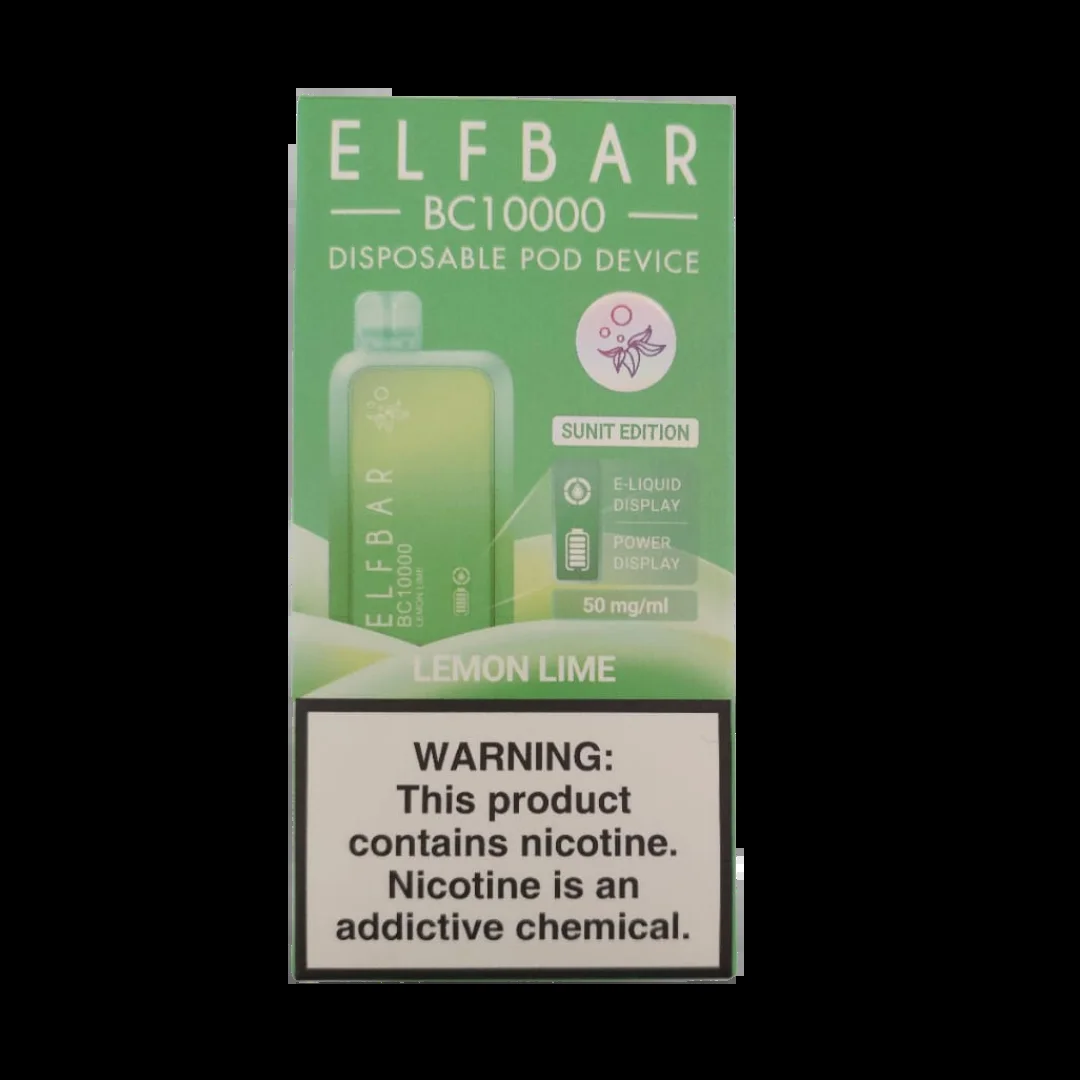 ELFBAR
BC10000
DISPOSABLE POD DEVICE
SUNIT EDITION
E-LIQUID
DISPLAY
POWER
DISPLAY
50 mg/ml
ELFBAR
BC10000
LEMON LIME
LEMON LIME
WARNING:
This product
contains nicotine.
Nicotine is an
addictive chemical.